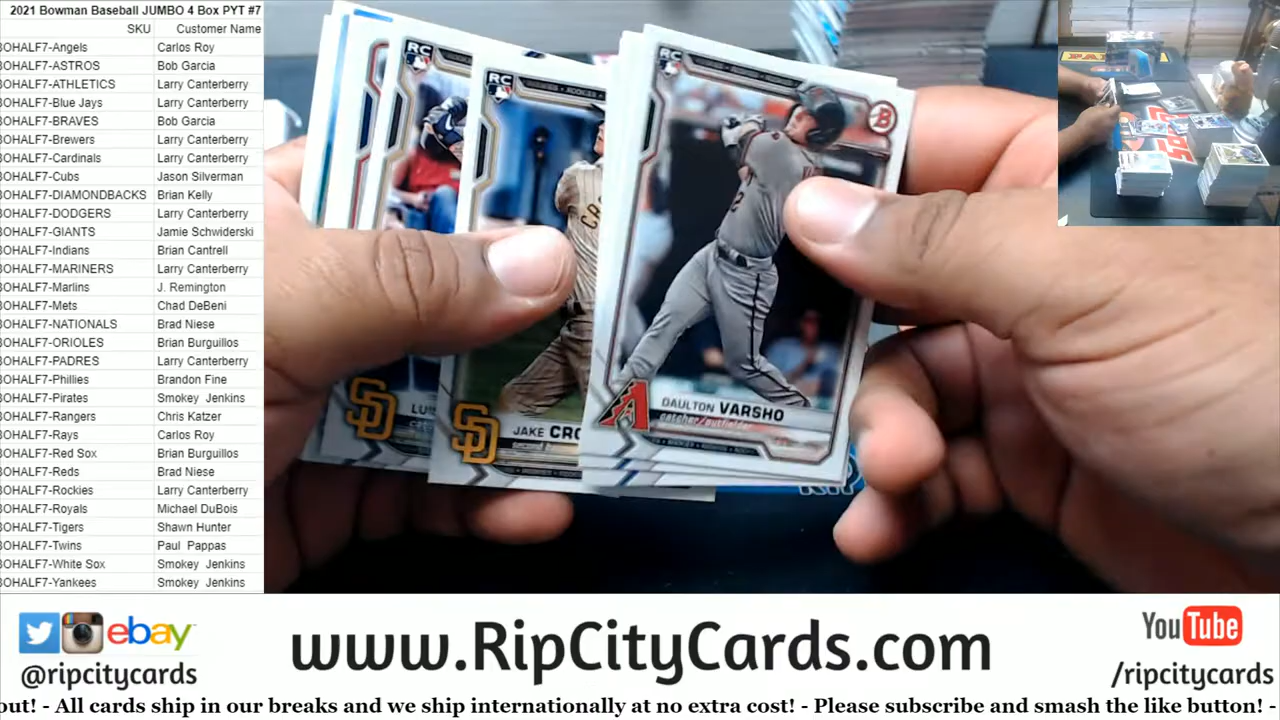 2021 Bowman Baseball JUMBO 4 Box PYT #7
SKU Customer Name
BOHALF7-Angels Carlos Roy
BOHALF7-ASTROS Bob Garcia
BOHALF7-ATHLETICS Larry Canterberry
BOHALF7-Blue Jays Larry Canterberry
BOHALF7-BRAVES Bob Garcia
BOHALF7-Brewers Larry Canterberry
BOHALF7-Cardinals Larry Canterberry
BOHALF7-Cubs Jason Silverman
BOHALF7-DIAMONDBACKS Brian Kelly
BOHALF7-DODGERS Larry Canterberry
BOHALF7-GIANTS Jamie Schwiderski
BOHALF7-Indians Brian Cantrell
BOHALF7-MARINERS Larry Canterberry
BOHALF7-Marlins J. Remington
BOHALF7-Mets Chad DeBeni
BOHALF7-NATIONALS Brad Niese
BOHALF7-ORIOLES Brian Burguillos
BOHALF7-PADRES Larry Canterberry
BOHALF7-Phillies Brandon Fine
BOHALF7-Pirates Smokey Jenkins
BOHALF7-Rangers Chris Katzer
BOHALF7-Rays Carlos Roy
BOHALF7-Red Sox Brian Burguillos
BOHALF7-Reds Brad Niese
BOHALF7-Rockies Larry Canterberry
BOHALF7-Royals Michael DuBois
BOHALF7-Tigers Shawn Hunter
BOHALF7-Twins Paul Pappas
BOHALF7-White Sox Smokey Jenkins
BOHALF7-Yankees Smokey Jenkins
RC
RC
RC
B
SD
LUI
SD
JAKE CRO
A
DAULTON VARSHO
catcher/outfielder
ebay
@ripcitycards
www.RipCityCards.com
YouTube
/ripcitycards
out! - All cards ship in our breaks and we ship internationally at no extra cost! - Please subscribe and smash the like button! -